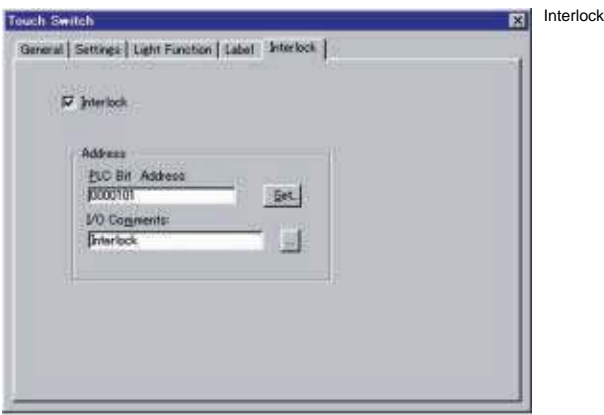 Touch Switch
Interlock
General
Settings
Light Function
Label
Interlock
Interlock
Address
PLC Bit Address
0000101
Set.
I/O Comments:
Interlock
...